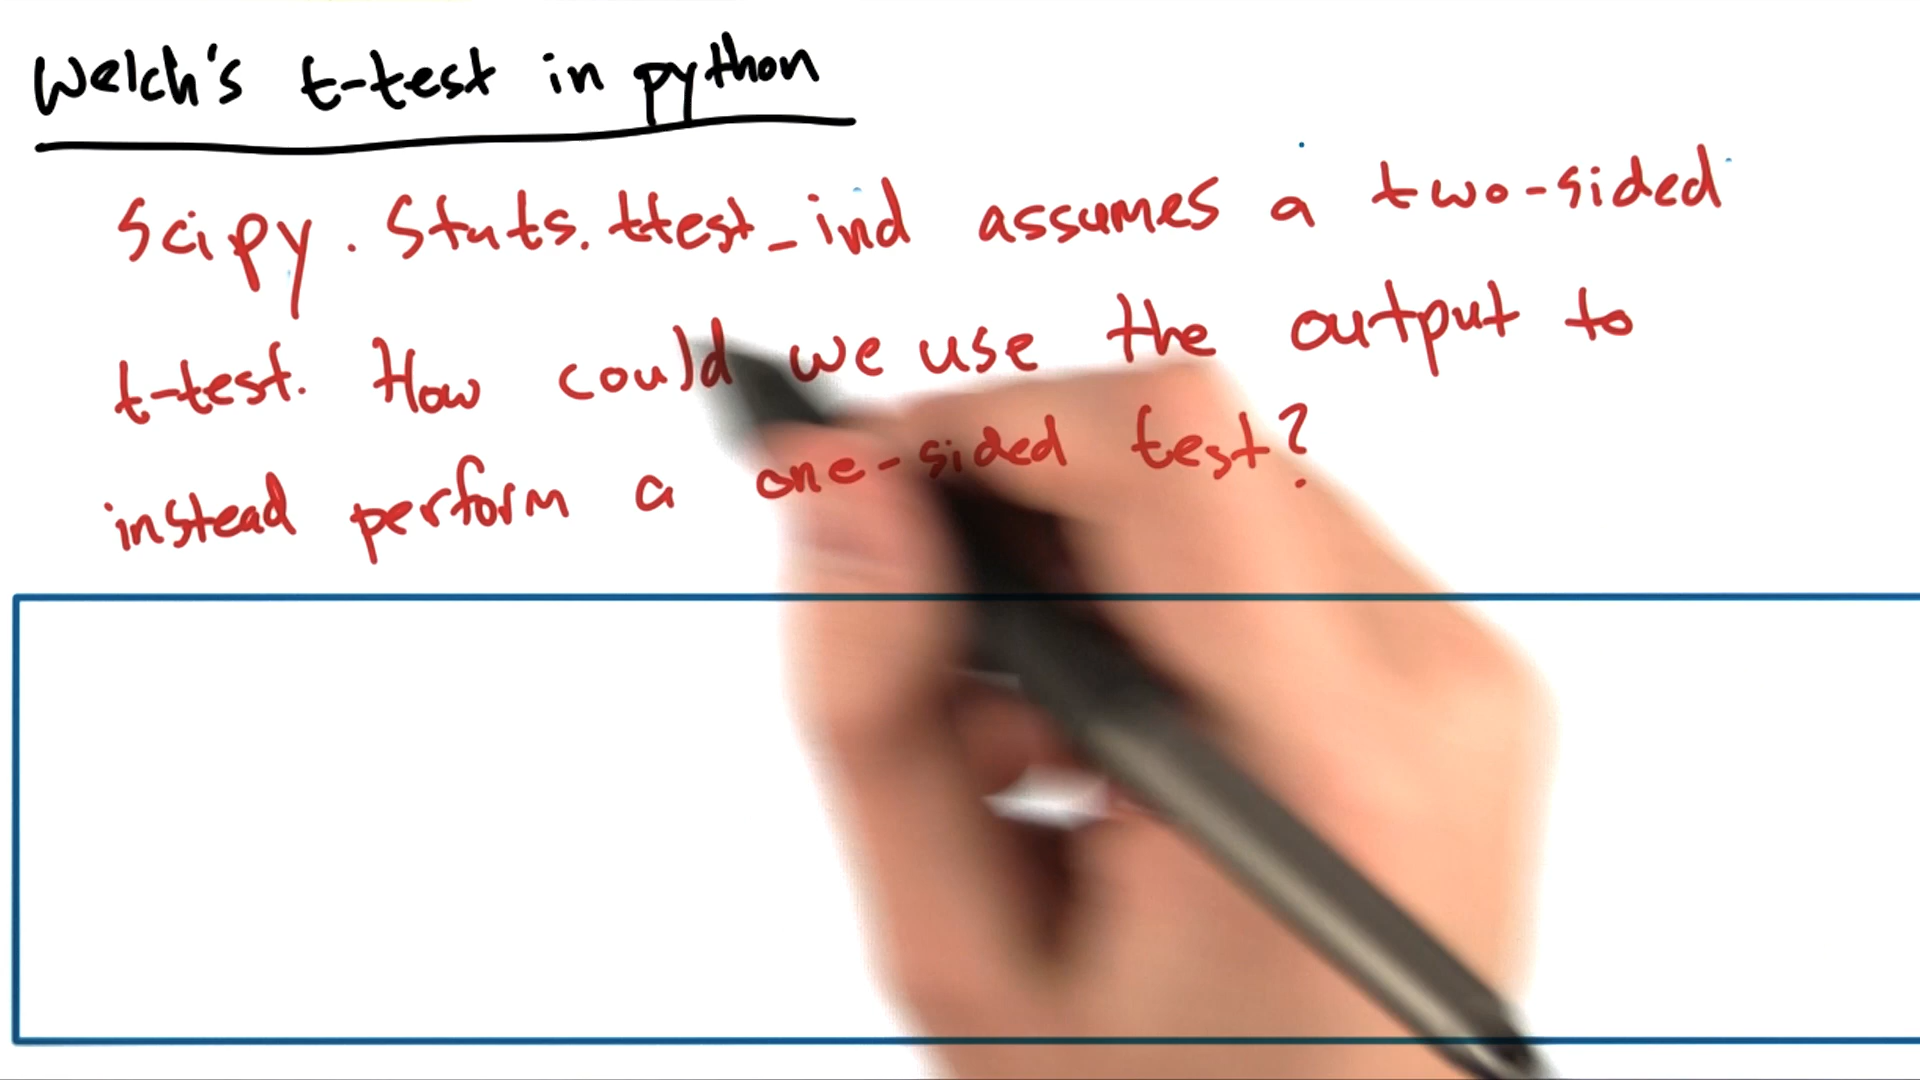 Welch's t-test in python
Scipy.Stats.ttest_ind assumes a two-sided
t-test. How could we use the output to
instead perform a one-sided test?